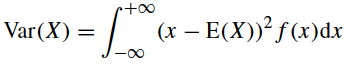 Var(X) = ∫_{−∞}^{+∞} (x − E(X))² f(x)dx